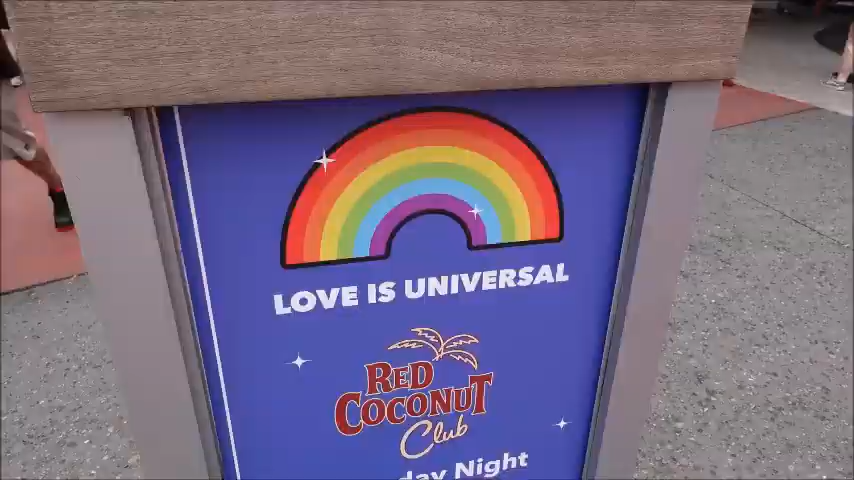 LOVE IS UNIVERSAL
RED
COCONUT
Club
day Night